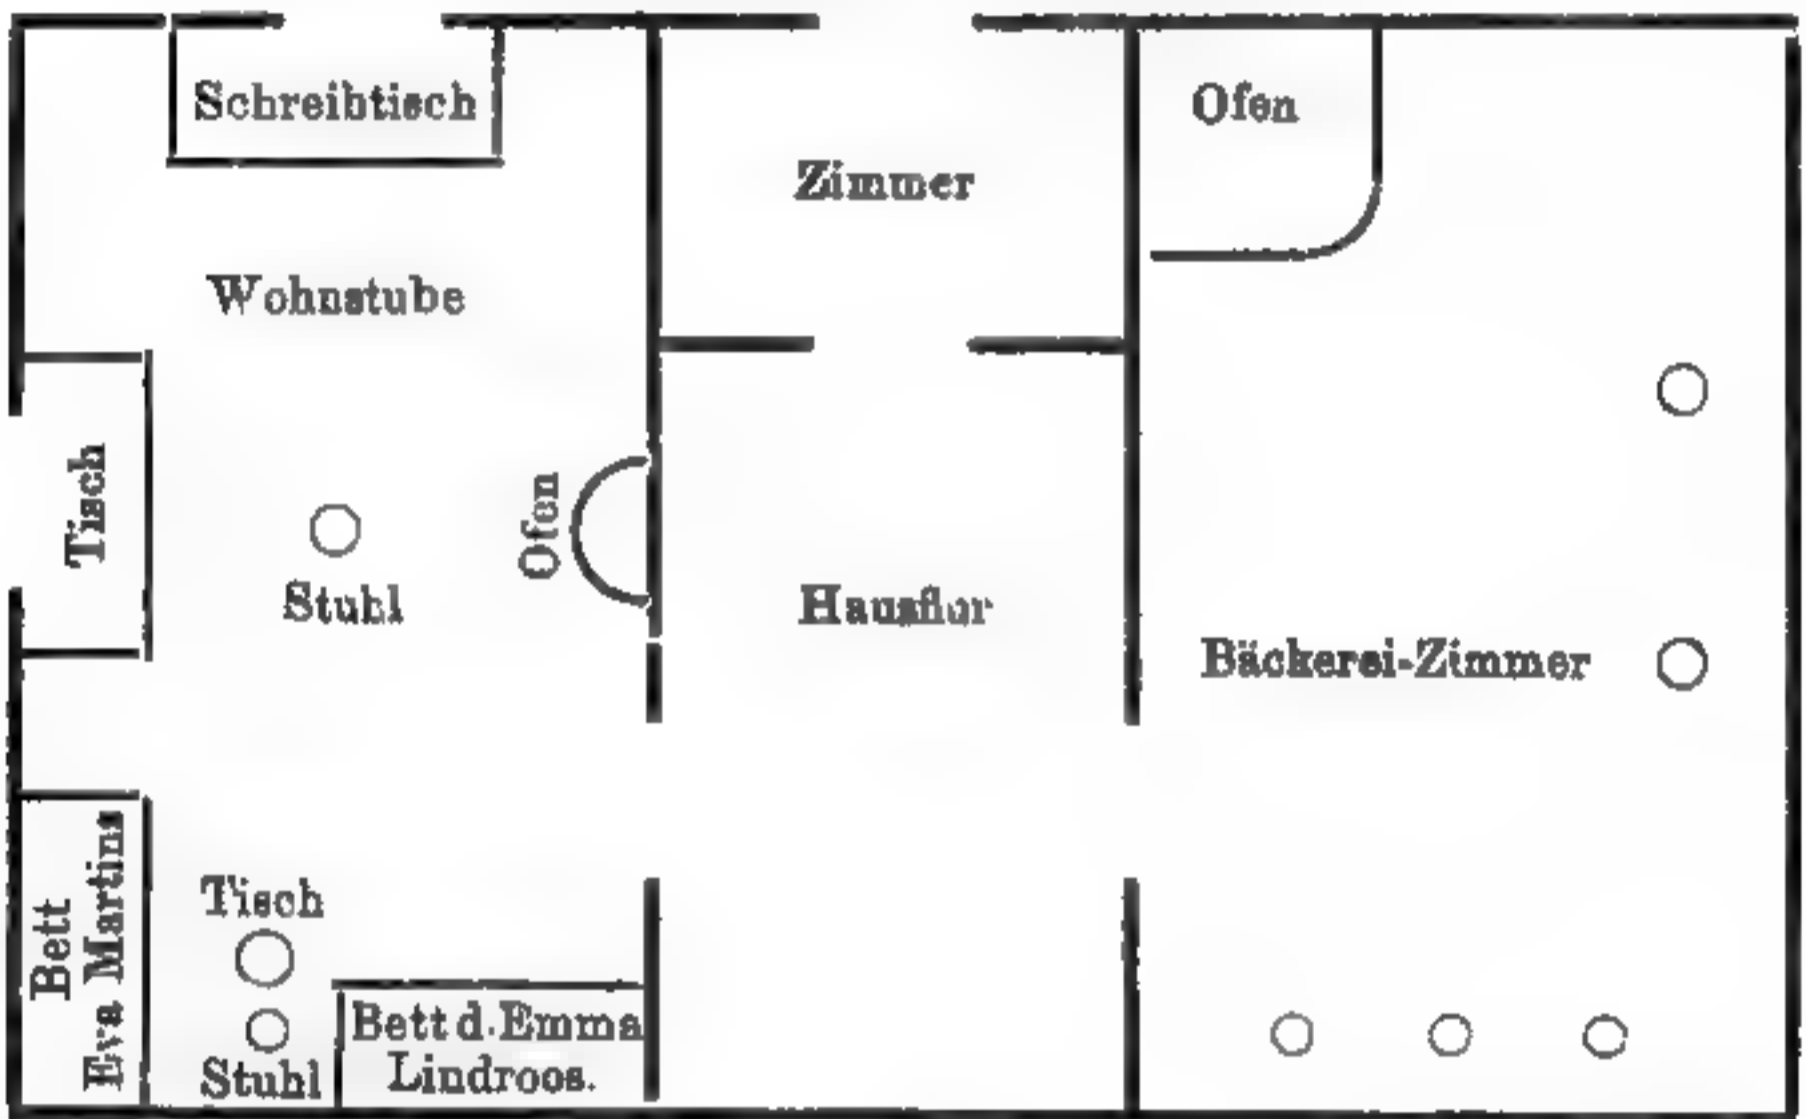 Schreibtisch
Ofen
Zimmer
Wohnstube
Tisch
Ofen
Stuhl
Hausflur
Bäckerei-Zimmer
Bett
Eva Martins
Tisch
Stuhl
Bett d. Emma
Lindroos.